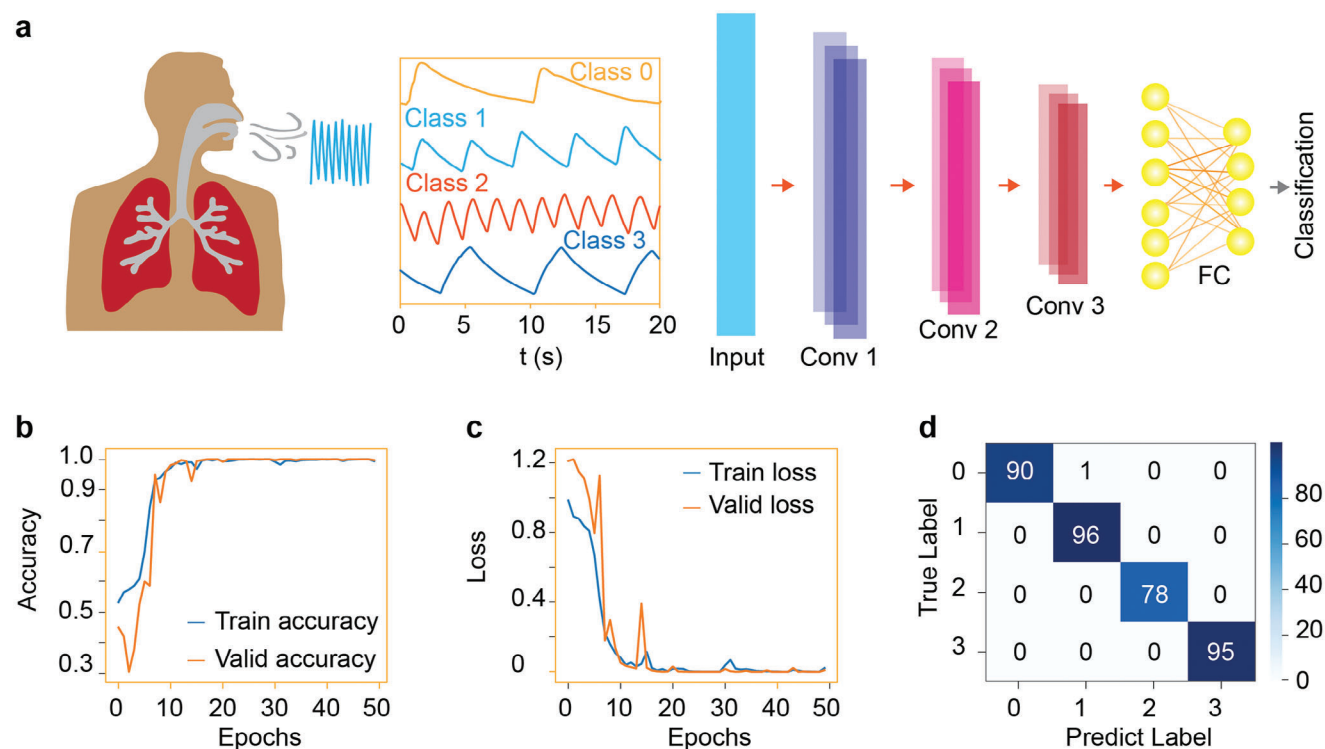 a
Class 0
Class 1
Class 2
Class 3
0 5 10 15 20
t (s)
Input
Conv 1
Conv 2
Conv 3
FC
Classification
b
1.0
0.9
0.7
0.5
0.3
Accuracy
Train accuracy
Valid accuracy
0 10 20 30 40 50
Epochs
c
1.2
0.8
0.4
0
Loss
Train loss
Valid loss
0 10 20 30 40 50
Epochs
d
True Label
0 90 1 0 0
1 0 96 0 0
2 0 0 78 0
3 0 0 0 95
0 1 2 3
Predict Label
80
60
40
20
0